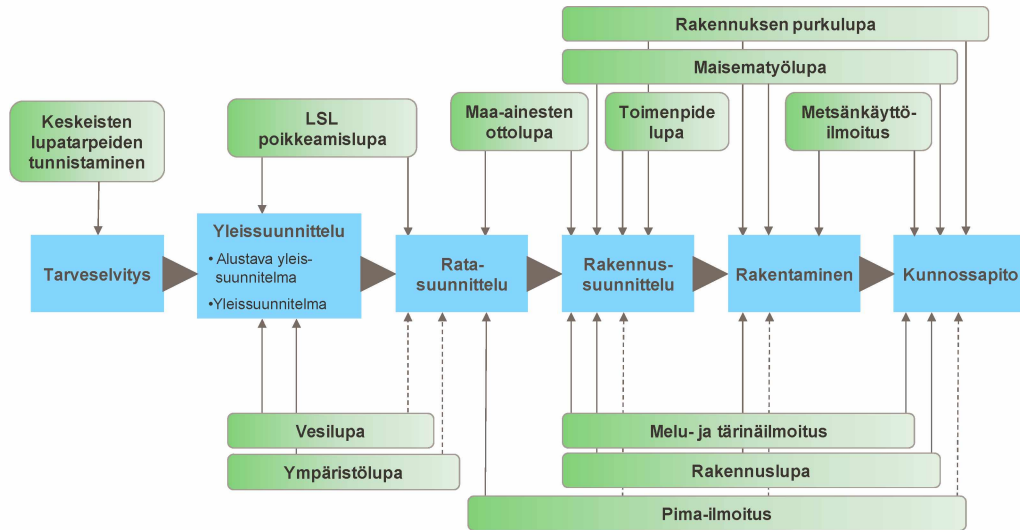 Rakennuksen purkulupa
Maisematyölupa
Keskeisten
lupatarpeiden
tunnistaminen
LSL
poikkeamislupa
Maa-ainesten
ottolupa
Toimenpide
lupa
Metsänkäyttö-
ilmoitus
Tarveselvitys
Yleissuunnittelu
• Alustava yleis-
suunnitelma
•Yleissuunnitelma
Rata-
suunnittelu
Rakennus-
suunnittelu
Rakentaminen
Kunnossapito
Vesilupa
Ympäristölupa
Melu- ja tärinäilmoitus
Rakennuslupa
Pima-ilmoitus